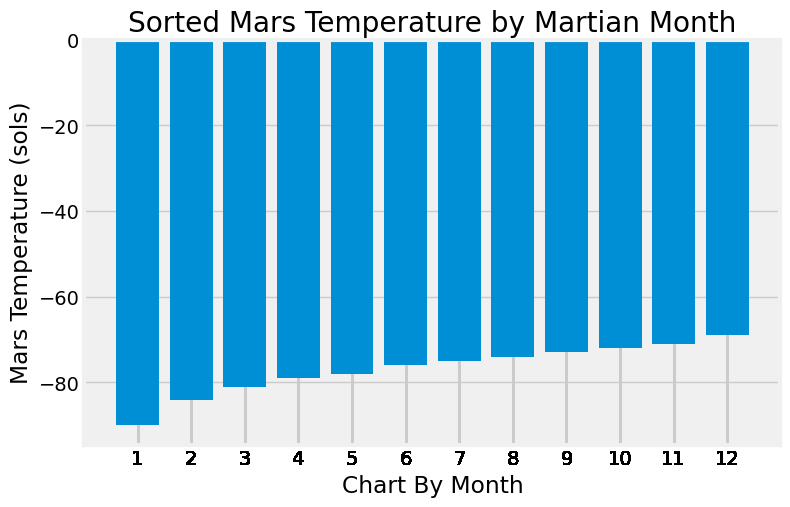 Sorted Mars Temperature by Martian Month
Mars Temperature (sols)
0
−20
−40
−60
−80
1 2 3 4 5 6 7 8 9 10 11 12
Chart By Month